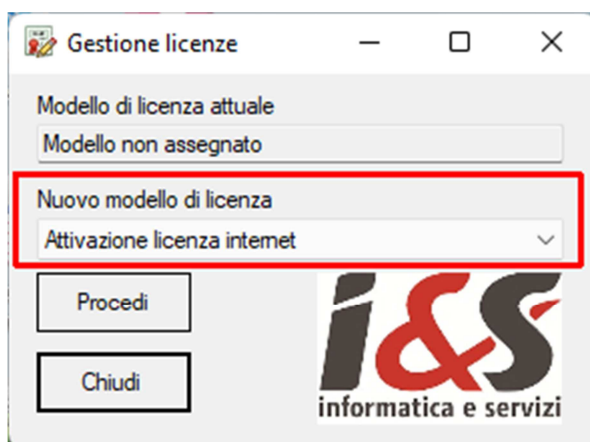 Gestione licenze
Modello di licenza attuale
Modello non assegnato
Nuovo modello di licenza
Attivazione licenza internet
Procedi
Chiudi
i&s
informatica e servizi